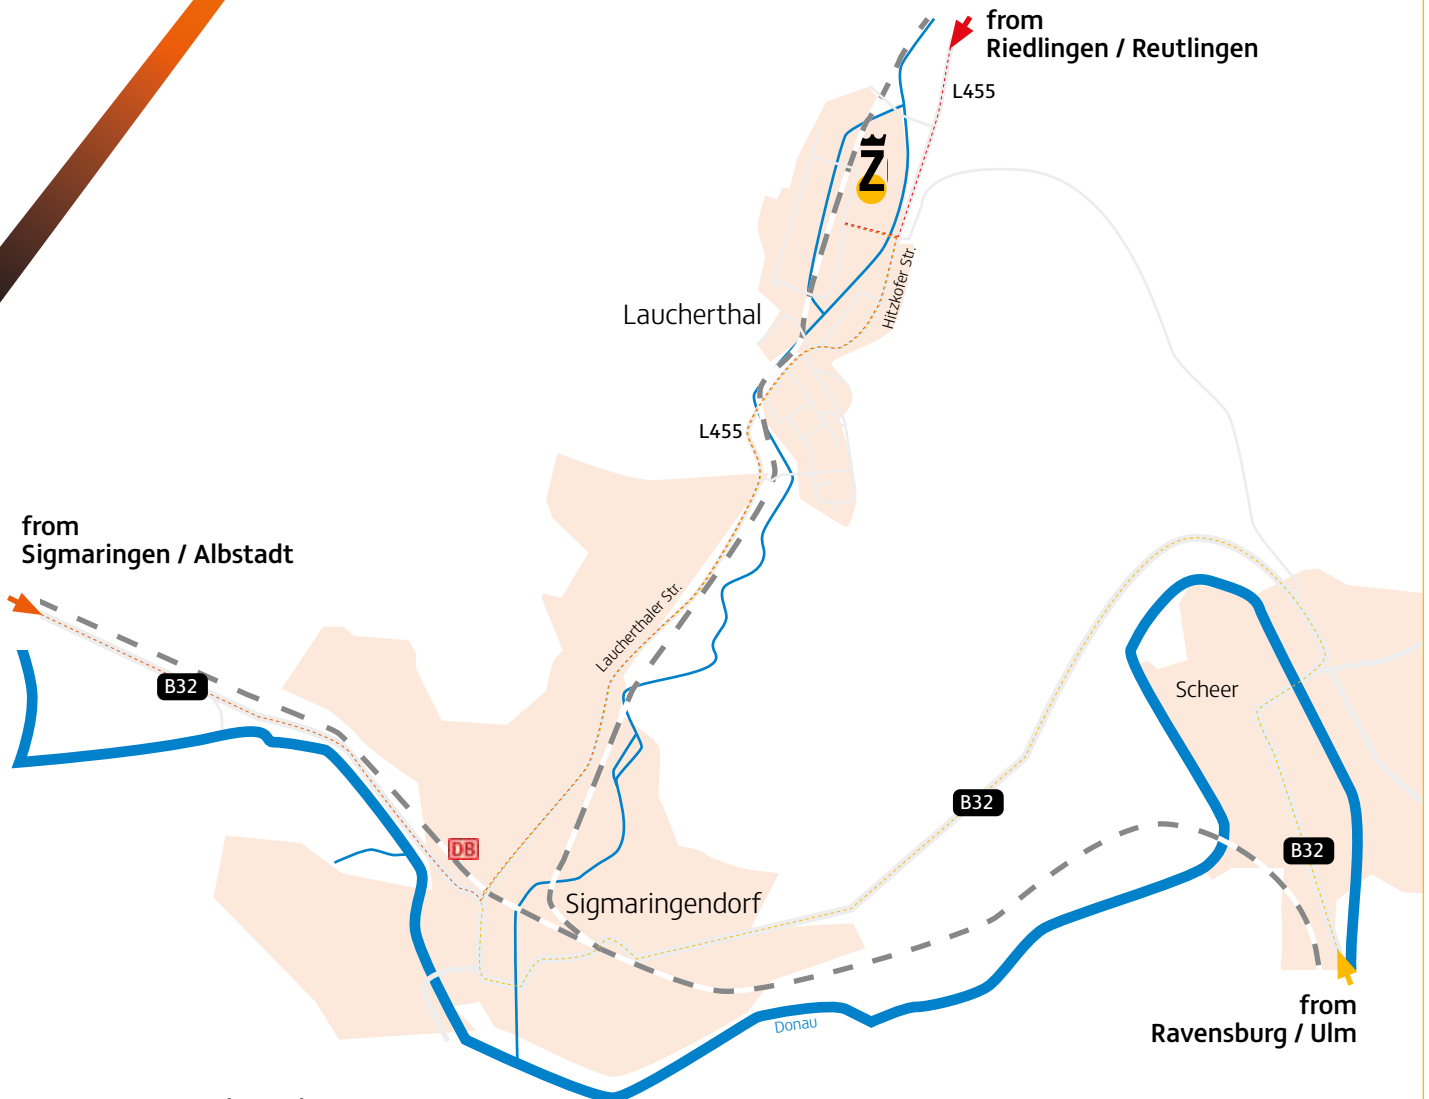 from
Riedlingen / Reutlingen
L455
Z
Hitzkofer Str.
Laucherthal
L455
from
Sigmaringen / Albstadt
Laucherthaler Str.
B32
Scheer
B32
DB
B32
Sigmaringendorf
from
Ravensburg / Ulm
Donau